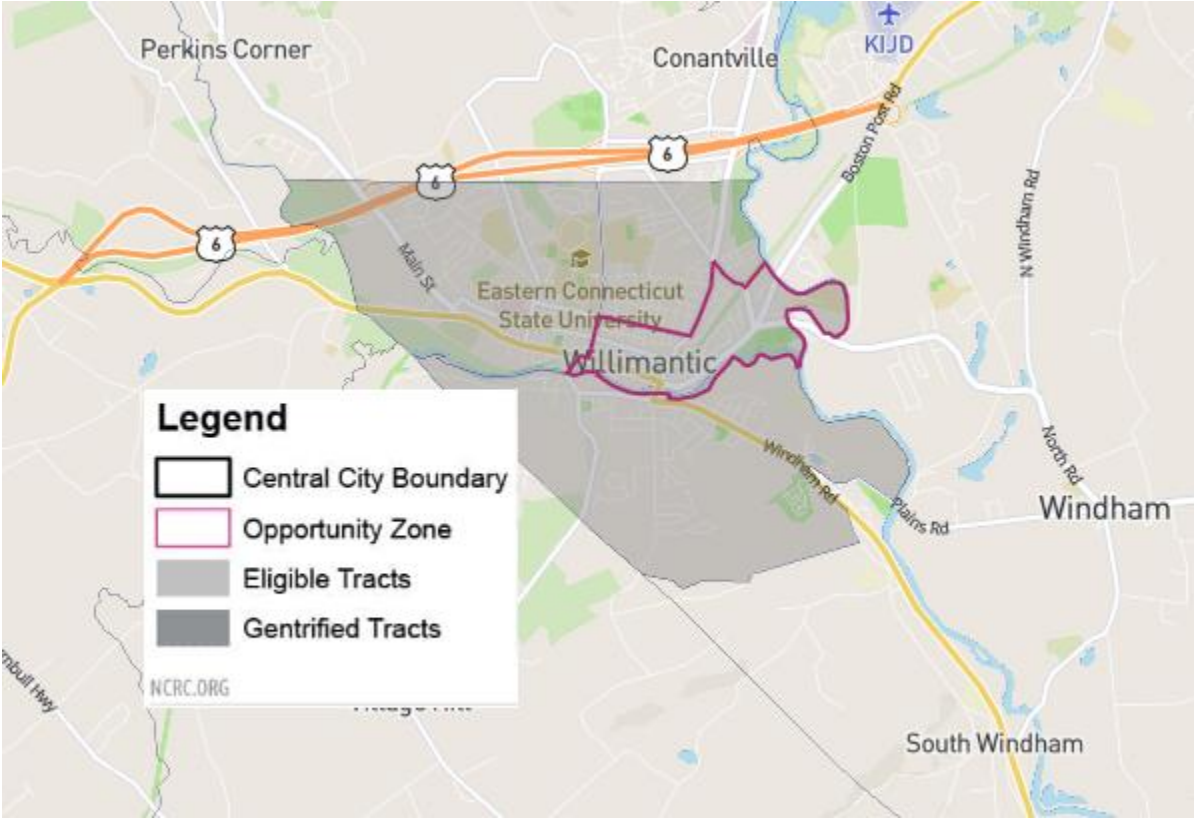 Perkins Corner
Conantville
KIJD
6
6
6
Boston Post Rd
N Windham Rd
Main St
Eastern Connecticut
State University
Willimantic
Windham Rd
North Rd
Plains Rd
Windham
South Windham
Legend
Central City Boundary
Opportunity Zone
Eligible Tracts
Gentrified Tracts
NCRC.ORG
Hwy